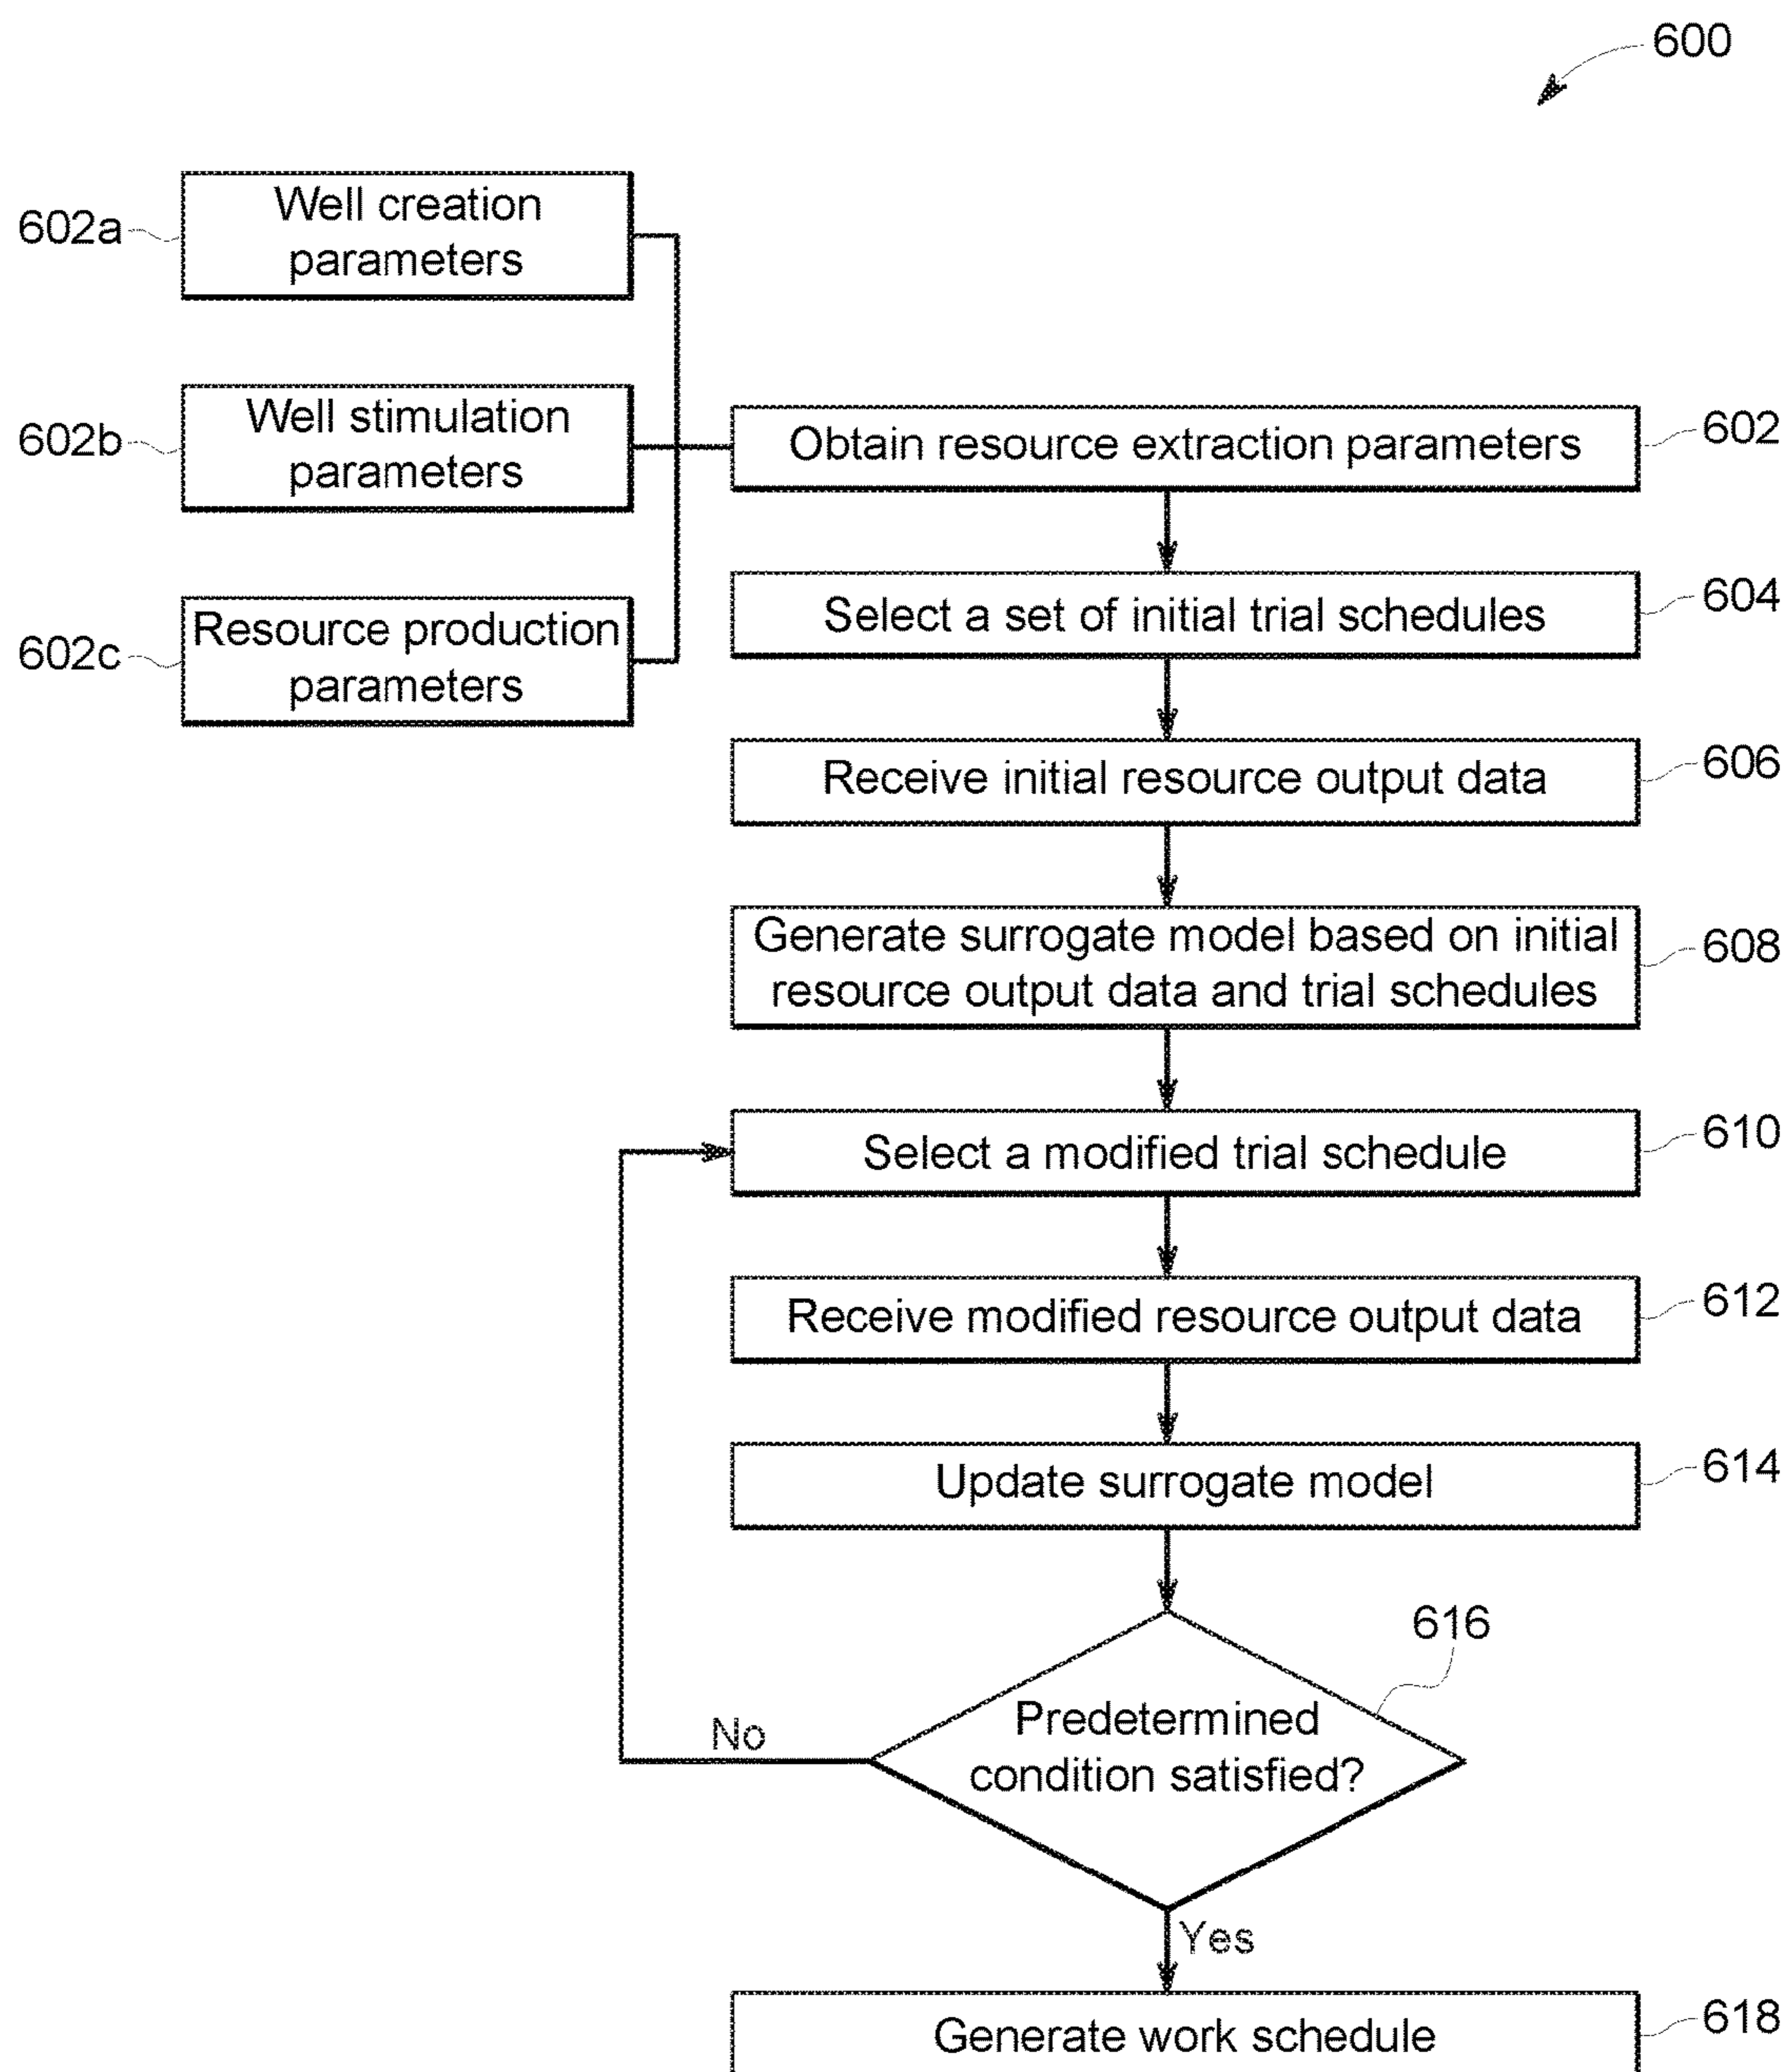 600
602a
Well creation
parameters
602b
Well stimulation
parameters
602c
Resource production
parameters
Obtain resource extraction parameters
602
Select a set of initial trial schedules
604
Receive initial resource output data
606
Generate surrogate model based on initial
resource output data and trial schedules
608
Select a modified trial schedule
610
Receive modified resource output data
612
Update surrogate model
614
616
Predetermined
condition satisfied?
No
Yes
Generate work schedule
618